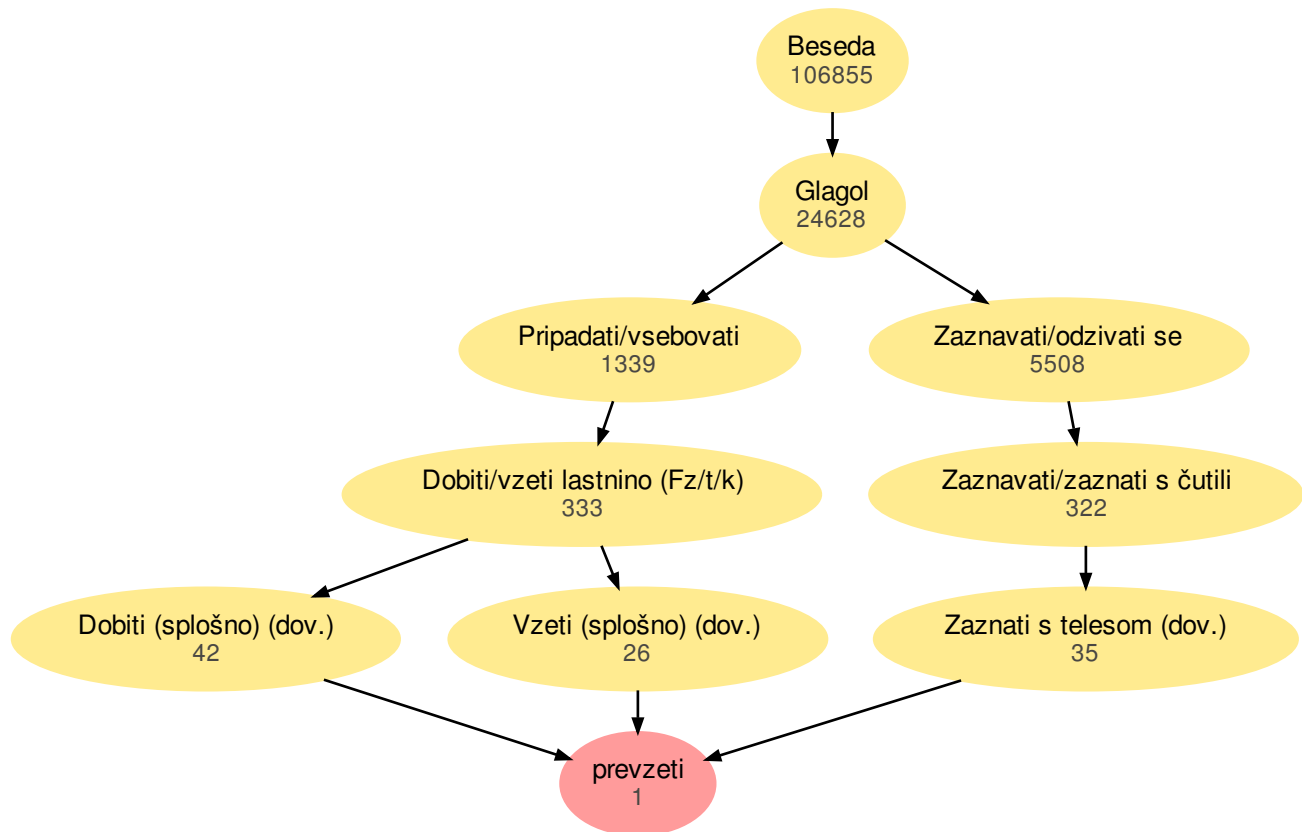 Beseda
106855
Glagol
24628
Pripadati/vsebovati
1339
Zaznavati/odzivati se
5508
Dobiti/vzeti lastnino (Fz/t/k)
333
Zaznavati/zaznati s čutili
322
Dobiti (splošno) (dov.)
42
Vzeti (splošno) (dov.)
26
Zaznati s telesom (dov.)
35
prevzeti
1